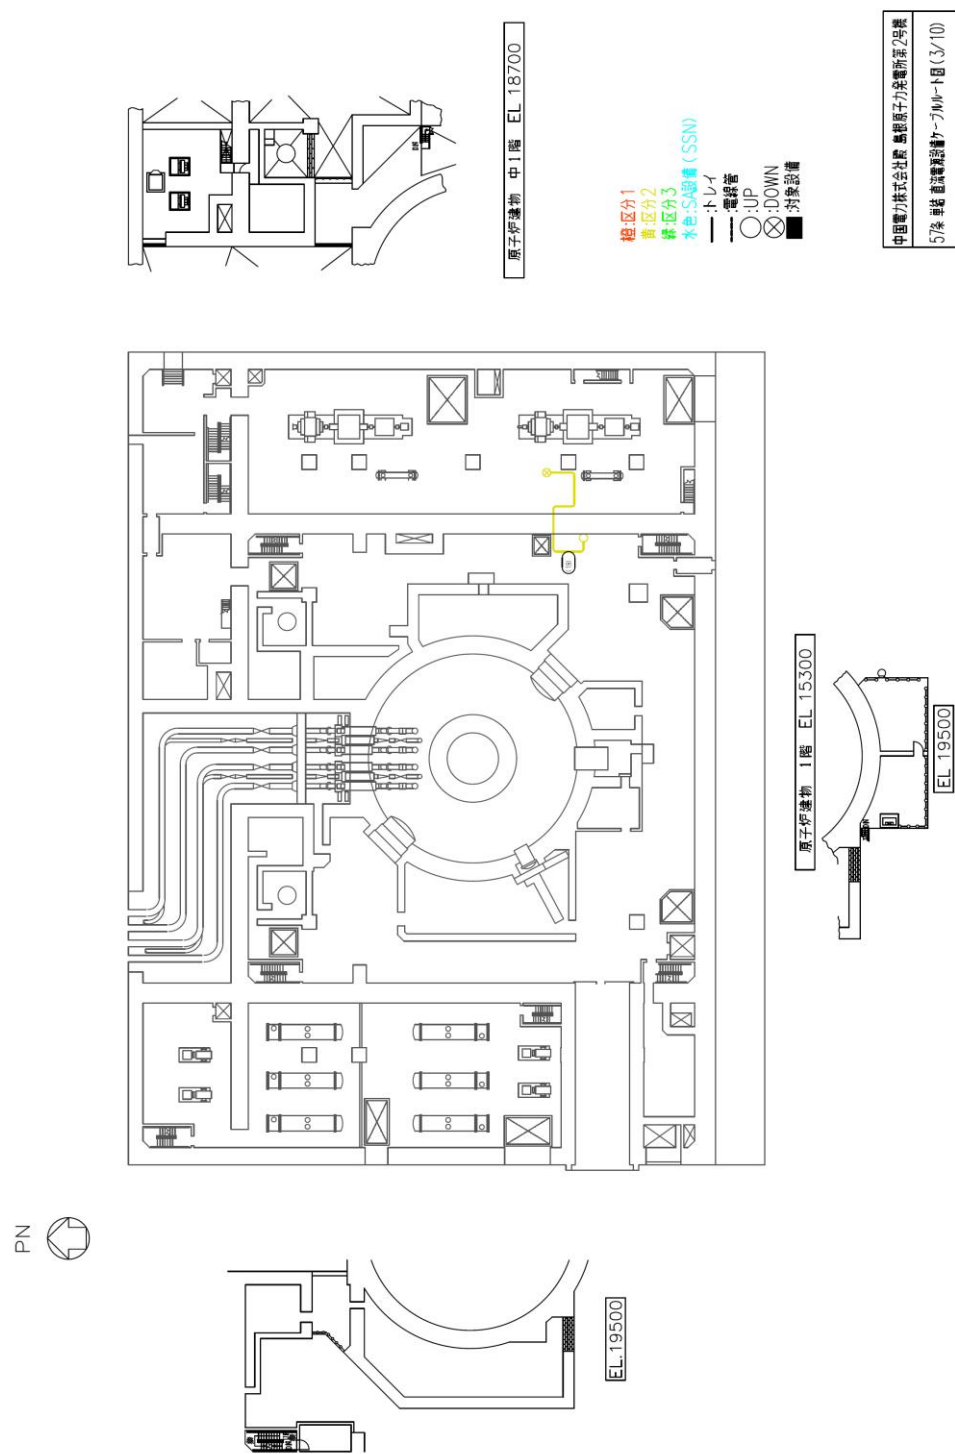 中国電力株式会社殿 島根原子力発電所第2号機
57条 単結 直流電源設備ケーブルルート図(3/10)
原子炉建物 中1階 EL 18700
橙:区分1
黄:区分2
緑:区分3
水色:SA設備(SSN)
:トレイ
:電線管
:UP
:DOWN
:対象設備
原子炉建物 1階 EL 15300
EL 19500
PN
EL.19500
DN
DN